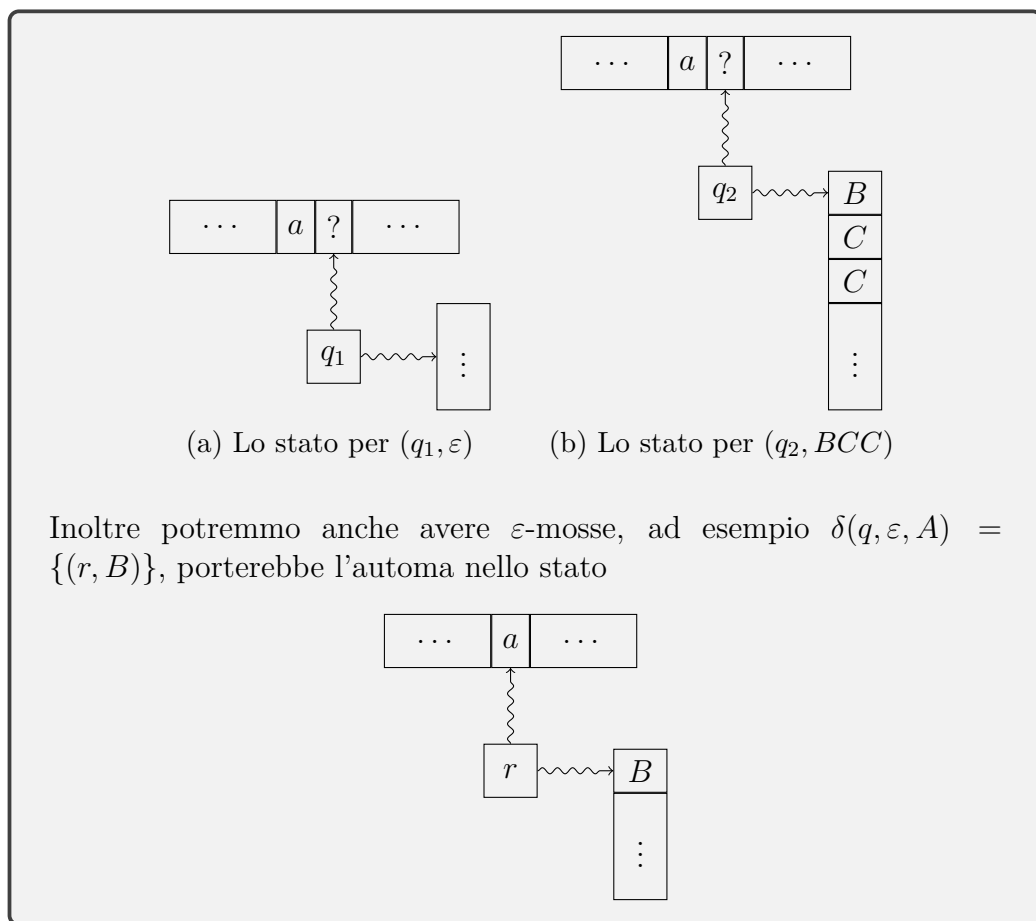 ⋯ a ? ⋯
q₂ B
C
C
⋮
⋯ a ? ⋯
q₁ ⋮
(a) Lo stato per (q₁, ε)
(b) Lo stato per (q₂, BCC)
Inoltre potremmo anche avere ε-mosse, ad esempio δ(q, ε, A) =
{(r, B)}, porterebbe l'automa nello stato
⋯ a ⋯
r B
⋮